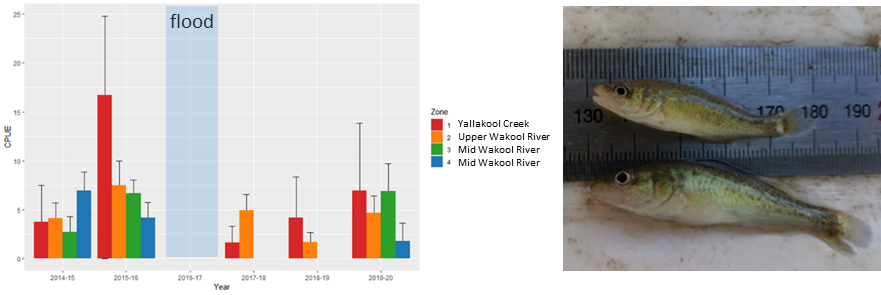 flood
25
20
15
10
5
0
CPUE
2014-15
2015-16
2016-17
2017-18
2018-19
2019-20
Year
Zone
1 Yallakool Creek
2 Upper Wakool River
3 Mid Wakool River
4 Mid Wakool River
130 170 180 190